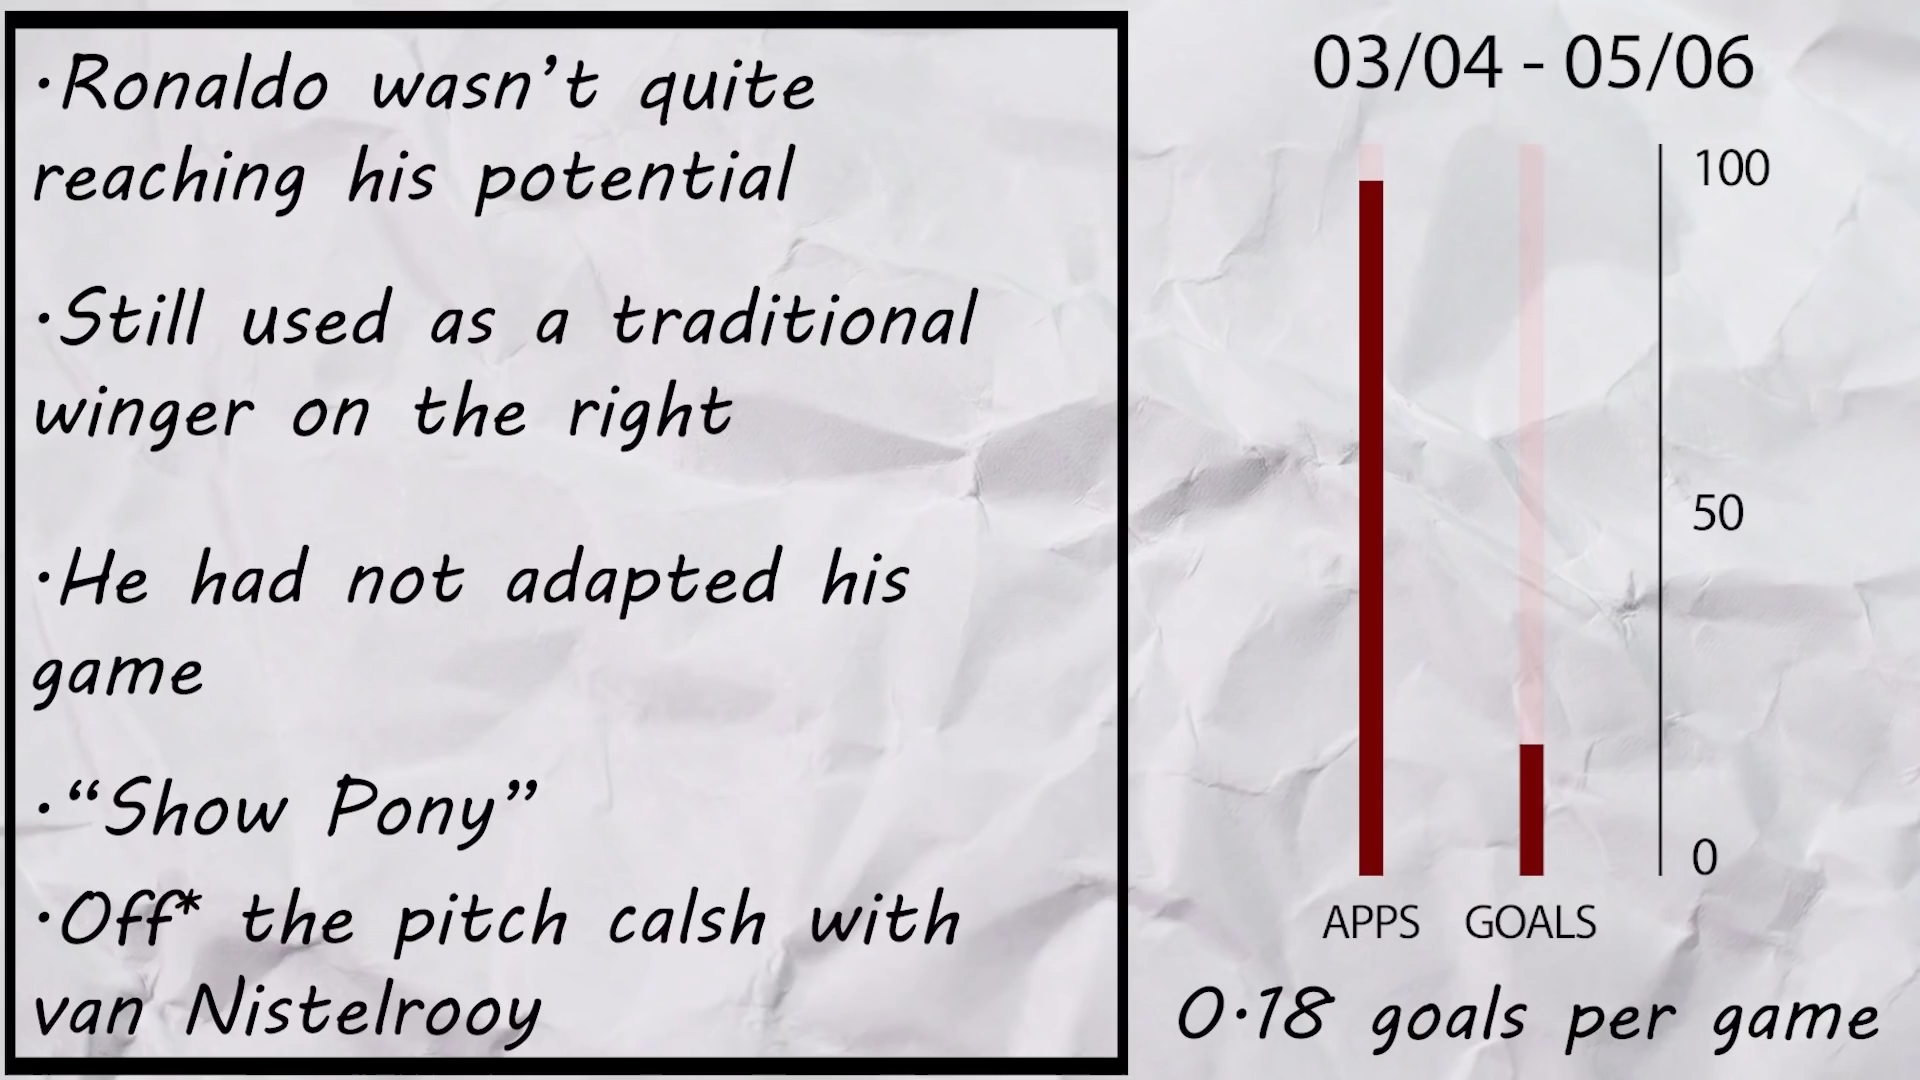 ·Ronaldo wasn’t quite
reaching his potential
·Still used as a traditional
winger on the right
·He had not adapted his
game
·“Show Pony”
·Off* the pitch calsh with
van Nistelrooy
03/04 - 05/06
100
50
0
APPS GOALS
0·18 goals per game